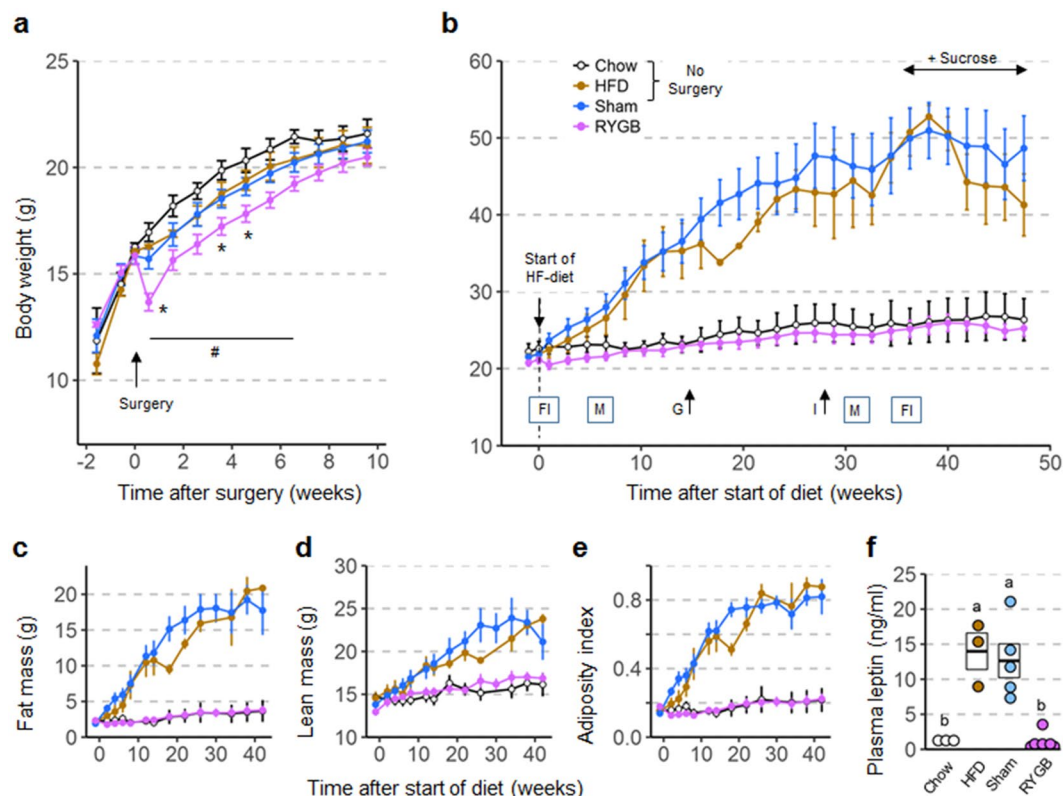 a
25
20
15
10
Body weight (g)
*
*
*
#
Surgery
-2 0 2 4 6 8 10
Time after surgery (weeks)
b
60
50
40
30
20
10
Chow
HFD
Sham
RYGB
No
Surgery
+ Sucrose
Start of
HF-diet
FI M G I M FI
0 10 20 30 40 50
Time after start of diet (weeks)
c
20
15
10
5
0
Fat mass (g)
0 10 20 30 40
d
30
25
20
15
10
Lean mass (g)
0 10 20 30 40
e
0.8
0.4
0.0
Adiposity index
0 10 20 30 40
Time after start of diet (weeks)
f
25
20
15
10
5
0
Plasma leptin (ng/ml)
b
a
a
b
Chow
HFD
Sham
RYGB